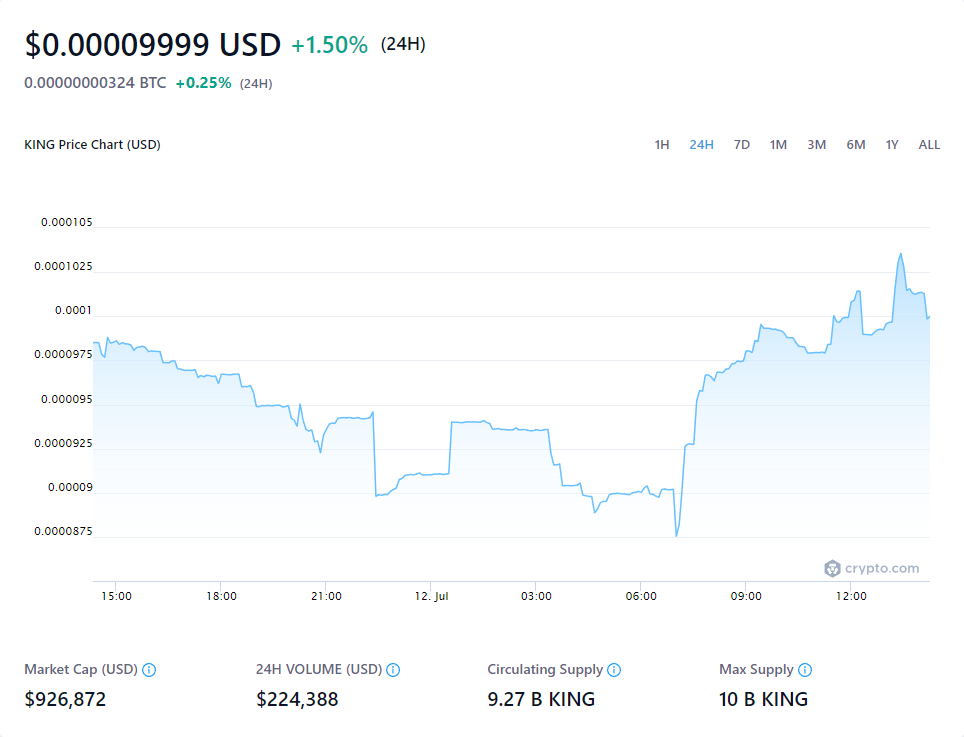 $0.00009999 USD +1.50% (24H)
0.00000000324 BTC +0.25% (24H)
KING Price Chart (USD) 1H 24H 7D 1M 3M 6M 1Y ALL
0.000105
0.0001025
0.0001
0.0000975
0.000095
0.0000925
0.00009
0.0000875
crypto.com
15:00 18:00 21:00 12. Jul 03:00 06:00 09:00 12:00
Market Cap (USD) 24H VOLUME (USD) Circulating Supply Max Supply
$926,872 $224,388 9.27 B KING 10 B KING